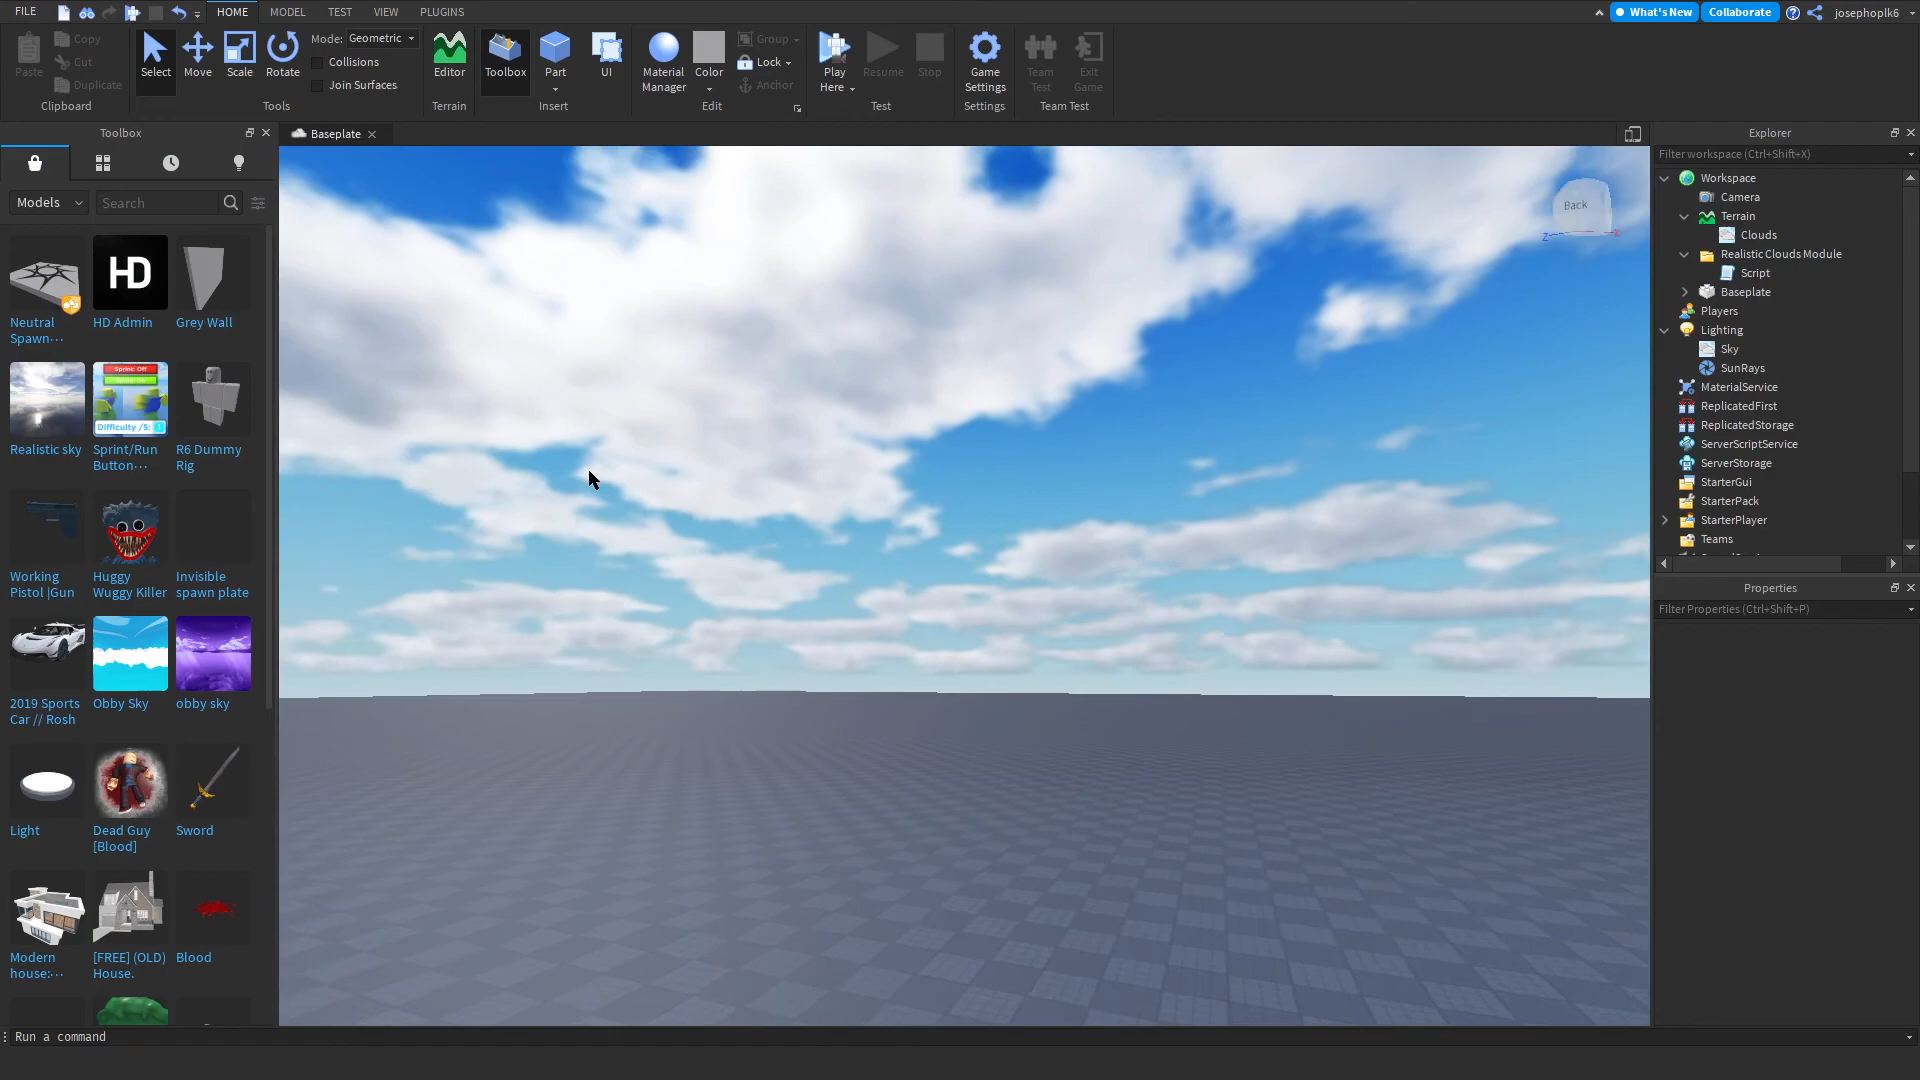 FILE
HOME
MODEL
TEST
VIEW
PLUGINS
What's New
Collaborate
josephoplk6
Paste
Copy
Cut
Duplicate
Clipboard
Select
Move
Scale
Rotate
Mode: Geometric
Collisions
Join Surfaces
Tools
Editor
Terrain
Toolbox
Part
UI
Insert
Material
Manager
Color
Group
Lock
Anchor
Edit
Play
Here
Resume
Stop
Test
Game
Settings
Settings
Team
Test
Exit
Game
Team Test
Toolbox
Models
Search
Neutral
Spawn...
HD
HD Admin
Grey Wall
Realistic sky
Sprint: Off
Difficulty /5: 1
Sprint/Run
Button...
R6 Dummy
Rig
Working
Pistol |Gun
Huggy
Wuggy Killer
Invisible
spawn plate
2019 Sports
Car // Rosh
Obby Sky
obby sky
Light
Dead Guy
[Blood]
Sword
Modern
house:...
[FREE] (OLD)
House.
Blood
Baseplate
Back
Z
Explorer
Filter workspace (Ctrl+Shift+X)
Workspace
Camera
Terrain
Clouds
Realistic Clouds Module
Script
Baseplate
Players
Lighting
Sky
SunRays
MaterialService
ReplicatedFirst
ReplicatedStorage
ServerScriptService
ServerStorage
StarterGui
StarterPack
StarterPlayer
Teams
Properties
Filter Properties (Ctrl+Shift+P)
Run a command